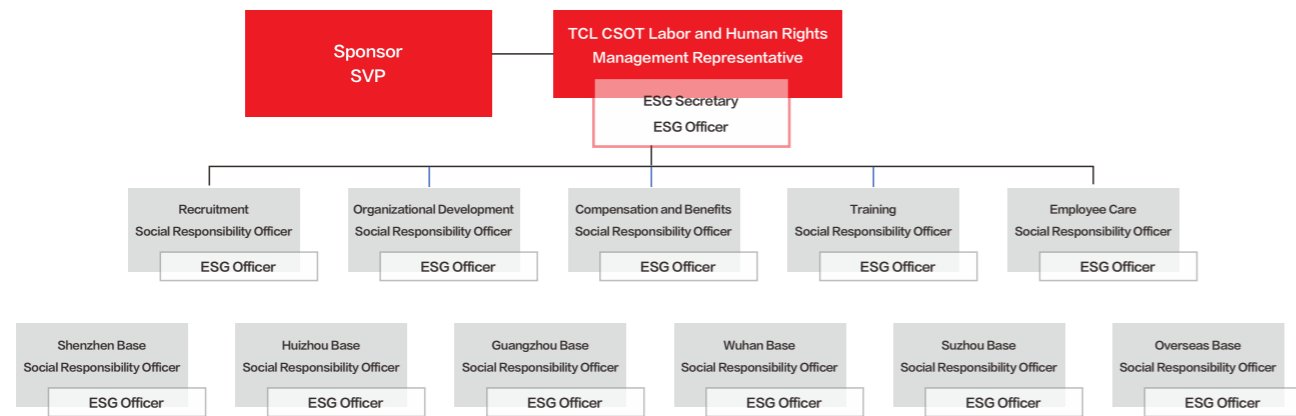 Sponsor
SVP
TCL CSOT Labor and Human Rights
Management Representative
ESG Secretary
ESG Officer
Recruitment
Social Responsibility Officer
ESG Officer
Organizational Development
Social Responsibility Officer
ESG Officer
Compensation and Benefits
Social Responsibility Officer
ESG Officer
Training
Social Responsibility Officer
ESG Officer
Employee Care
Social Responsibility Officer
ESG Officer
Shenzhen Base
Social Responsibility Officer
ESG Officer
Huizhou Base
Social Responsibility Officer
ESG Officer
Guangzhou Base
Social Responsibility Officer
ESG Officer
Wuhan Base
Social Responsibility Officer
ESG Officer
Suzhou Base
Social Responsibility Officer
ESG Officer
Overseas Base
Social Responsibility Officer
ESG Officer